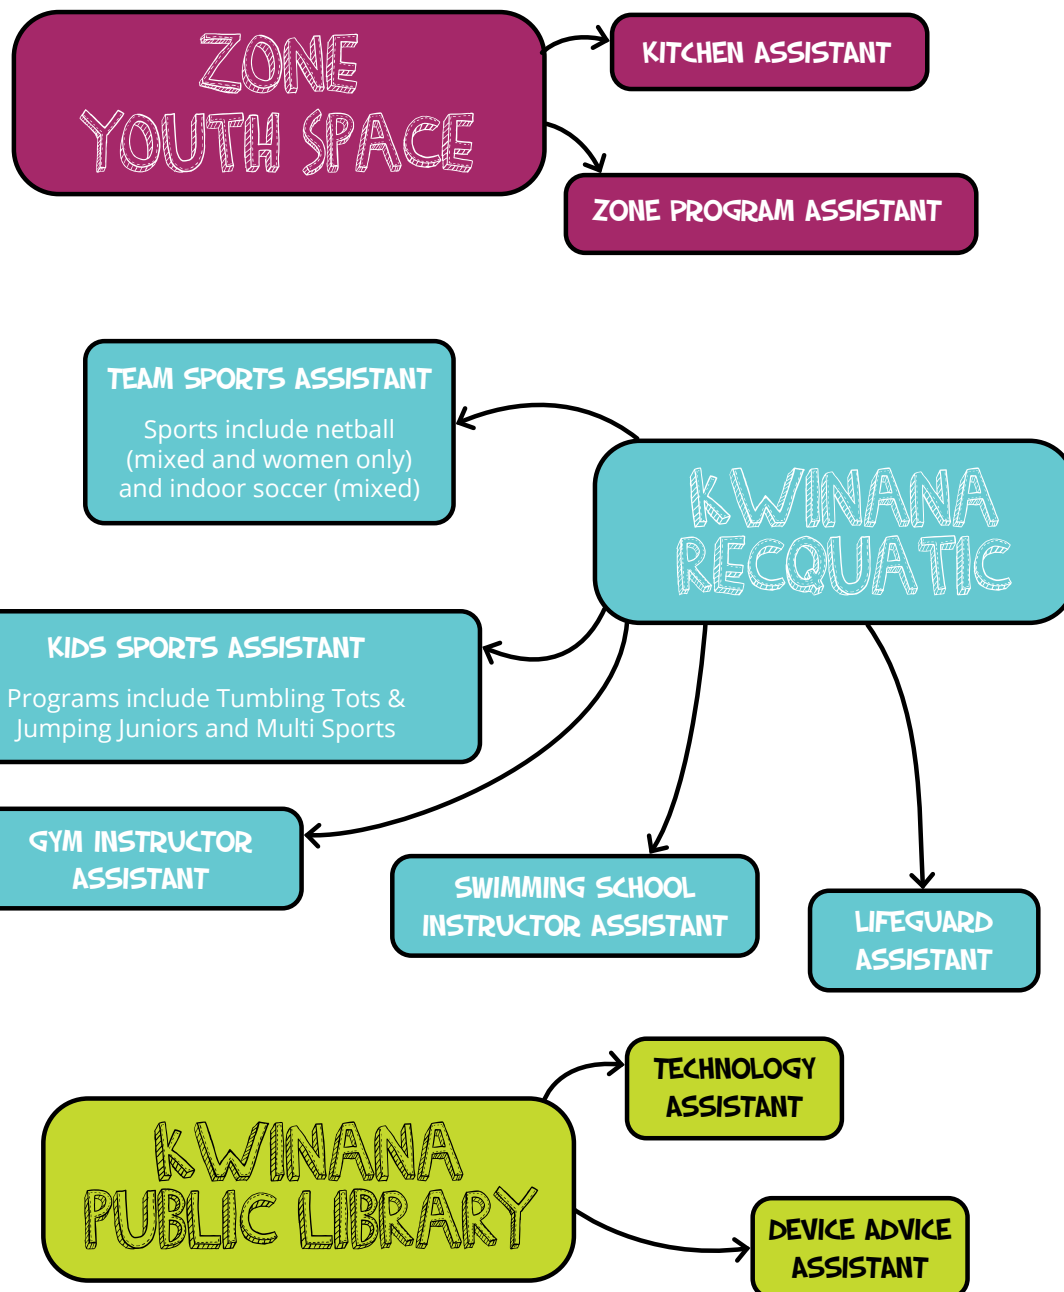 ZONE
YOUTH SPACE
KITCHEN ASSISTANT
ZONE PROGRAM ASSISTANT
TEAM SPORTS ASSISTANT
Sports include netball
(mixed and women only)
and indoor soccer (mixed)
KWINANA
RECQUATIC
KIDS SPORTS ASSISTANT
Programs include Tumbling Tots &
Jumping Juniors and Multi Sports
GYM INSTRUCTOR
ASSISTANT
SWIMMING SCHOOL
INSTRUCTOR ASSISTANT
LIFEGUARD
ASSISTANT
KWINANA
PUBLIC LIBRARY
TECHNOLOGY
ASSISTANT
DEVICE ADVICE
ASSISTANT